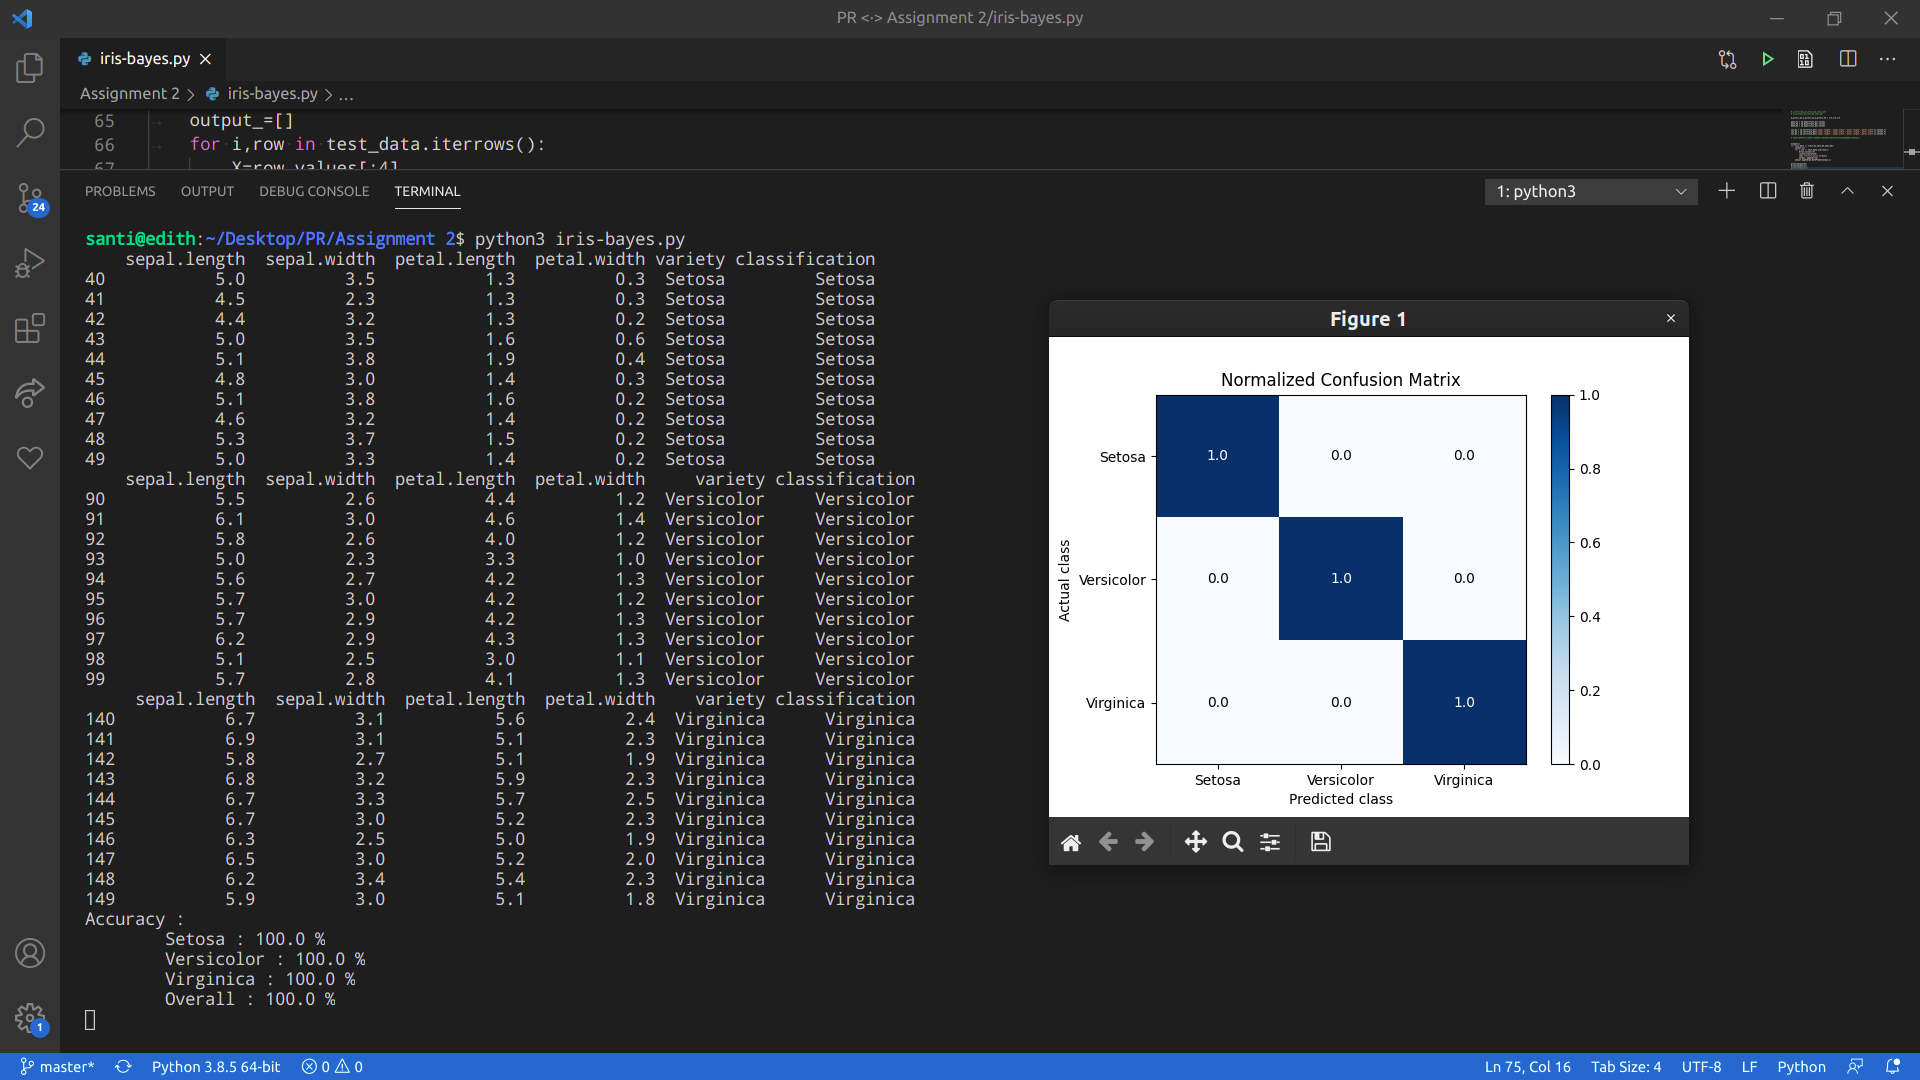 PR <·> Assignment 2/iris-bayes.py
iris-bayes.py
Assignment 2 > iris-bayes.py > ...
65 output_=[]
66 for i,row in test_data.iterrows():
67 X=row.values[:4]
PROBLEMS OUTPUT DEBUG CONSOLE TERMINAL 1: python3
24
santi@edith:~/Desktop/PR/Assignment 2$ python3 iris-bayes.py
sepal.length sepal.width petal.length petal.width variety classification
40 5.0 3.5 1.3 0.3 Setosa Setosa
41 4.5 2.3 1.3 0.3 Setosa Setosa
42 4.4 3.2 1.3 0.2 Setosa Setosa
43 5.0 3.5 1.6 0.6 Setosa Setosa
44 5.1 3.8 1.9 0.4 Setosa Setosa
45 4.8 3.0 1.4 0.3 Setosa Setosa
46 5.1 3.8 1.6 0.2 Setosa Setosa
47 4.6 3.2 1.4 0.2 Setosa Setosa
48 5.3 3.7 1.5 0.2 Setosa Setosa
49 5.0 3.3 1.4 0.2 Setosa Setosa
sepal.length sepal.width petal.length petal.width variety classification
90 5.5 2.6 4.4 1.2 Versicolor Versicolor
91 6.1 3.0 4.6 1.4 Versicolor Versicolor
92 5.8 2.6 4.0 1.2 Versicolor Versicolor
93 5.0 2.3 3.3 1.0 Versicolor Versicolor
94 5.6 2.7 4.2 1.3 Versicolor Versicolor
95 5.7 3.0 4.2 1.2 Versicolor Versicolor
96 5.7 2.9 4.2 1.3 Versicolor Versicolor
97 6.2 2.9 4.3 1.3 Versicolor Versicolor
98 5.1 2.5 3.0 1.1 Versicolor Versicolor
99 5.7 2.8 4.1 1.3 Versicolor Versicolor
sepal.length sepal.width petal.length petal.width variety classification
140 6.7 3.1 5.6 2.4 Virginica Virginica
141 6.9 3.1 5.1 2.3 Virginica Virginica
142 5.8 2.7 5.1 1.9 Virginica Virginica
143 6.8 3.2 5.9 2.3 Virginica Virginica
144 6.7 3.3 5.7 2.5 Virginica Virginica
145 6.7 3.0 5.2 2.3 Virginica Virginica
146 6.3 2.5 5.0 1.9 Virginica Virginica
147 6.5 3.0 5.2 2.0 Virginica Virginica
148 6.2 3.4 5.4 2.3 Virginica Virginica
149 5.9 3.0 5.1 1.8 Virginica Virginica
Accuracy :
Setosa : 100.0 %
Versicolor : 100.0 %
Virginica : 100.0 %
Overall : 100.0 %
Figure 1
Normalized Confusion Matrix
Actual class
Setosa 1.0 0.0 0.0
Versicolor 0.0 1.0 0.0
Virginica 0.0 0.0 1.0
Setosa Versicolor Virginica
Predicted class
1.0
0.8
0.6
0.4
0.2
0.0
1
master* Python 3.8.5 64-bit 0 0 Ln 75, Col 16 Tab Size: 4 UTF-8 LF Python